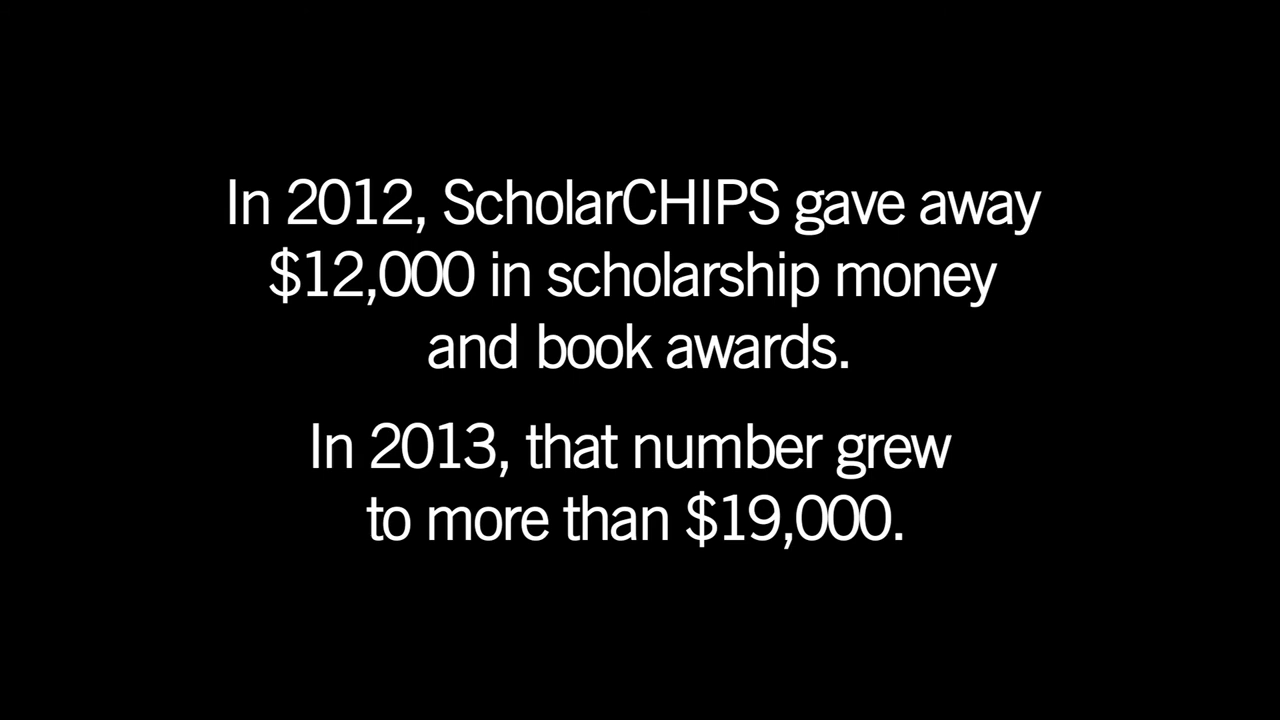 In 2012, ScholarCHIPS gave away
$12,000 in scholarship money
and book awards.
In 2013, that number grew
to more than $19,000.